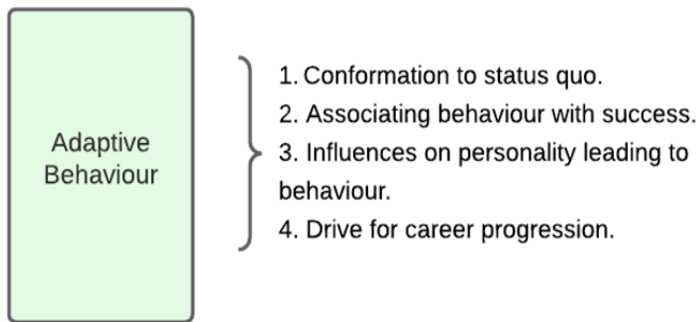 Adaptive
Behaviour
1. Conformation to status quo.
2. Associating behaviour with success.
3. Influences on personality leading to
behaviour.
4. Drive for career progression.